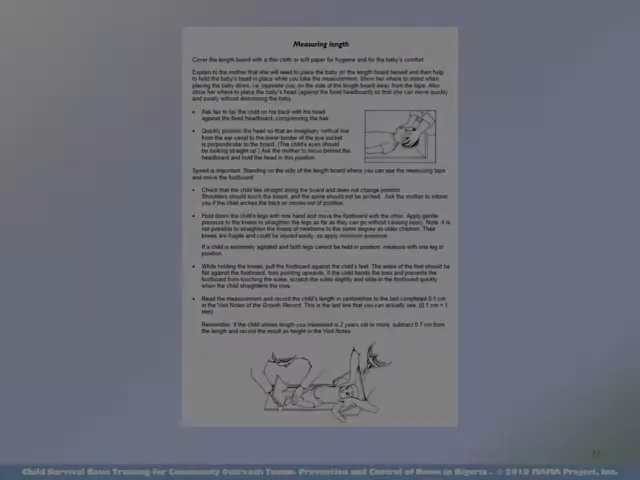 Measuring length
Cover the length board with a thin cloth or soft paper for hygiene and for the baby's comfort.
Explain to the mother that she will need to place the baby on the length board herself and then help
to hold the baby's head in place while you take the measurement. Show her where to stand when
placing the baby down, i.e. opposite you, on the side of the length board away from the tape. Also
show her where to place the baby's head (against the fixed headboard) so that she can move quickly
and surely without distressing the baby.
• Ask her to lay the child on his back with his head
against the fixed headboard, compressing the hair.
• Quickly position the head so that an imaginary vertical line
from the ear canal to the lower border of the eye socket
is perpendicular to the board. (The child's eyes should
be looking straight up.) Ask the mother to move behind the
headboard and hold the head in this position.
Speed is important. Standing on the side of the length board where you can see the measuring tape
and move the footboard:
• Check that the child lies straight along the board and does not change position.
Shoulders should touch the board, and the spine should not be arched. Ask the mother to inform
you if the child arches the back or moves out of position.
• Hold down the child's legs with one hand and move the footboard with the other. Apply gentle
pressure to the knees to straighten the legs as far as they can go without causing injury. Note: it is
not possible to straighten the knees of newborns to the same degree as older children. Their
knees are fragile and could be injured easily, so apply minimum pressure.
If a child is extremely agitated and both legs cannot be held in position, measure with one leg in
position.
• While holding the knees, pull the footboard against the child's feet. The soles of the feet should be
flat against the footboard, toes pointing upwards. If the child bends the toes and prevents the
footboard from touching the soles, scratch the soles slightly and slide in the footboard quickly
when the child straightens the toes.
• Read the measurement and record the child's length in centimetres to the last completed 0.1 cm
in the Visit Notes of the Growth Record. This is the last line that you can actually see. (0.1 cm = 1
mm)
Remember: If the child whose length you measured is 2 years old or more, subtract 0.7 cm from
the length and record the result as height in the Visit Notes.
Child Survival Basic Training For Community Outreach Teams- Prevention and Control of Noma in Nigeria - © 2010 MAMA Project, Inc.